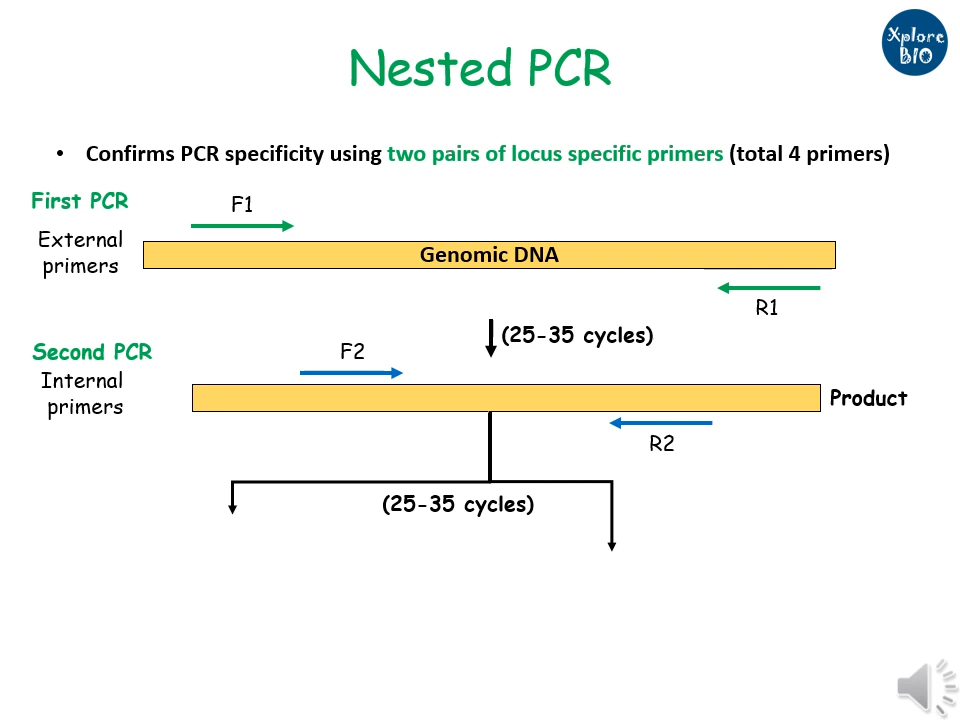 Xplore
BIO
Nested PCR
• Confirms PCR specificity using two pairs of locus specific primers (total 4 primers)
First PCR
F1
External
primers
Genomic DNA
R1
(25-35 cycles)
Second PCR
F2
Internal
primers
Product
R2
(25-35 cycles)